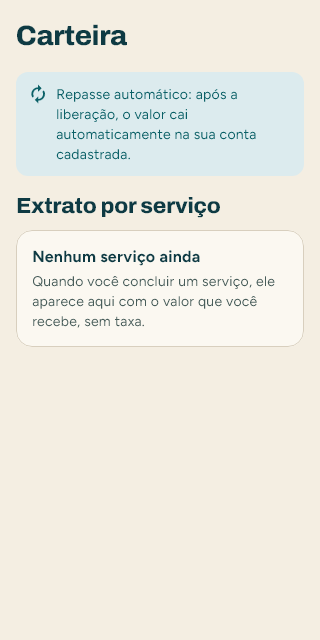 Carteira
Repasse automático: após a
liberação, o valor cai
automaticamente na sua conta
cadastrada.
Extrato por serviço
Nenhum serviço ainda
Quando você concluir um serviço, ele
aparece aqui com o valor que você
recebe, sem taxa.